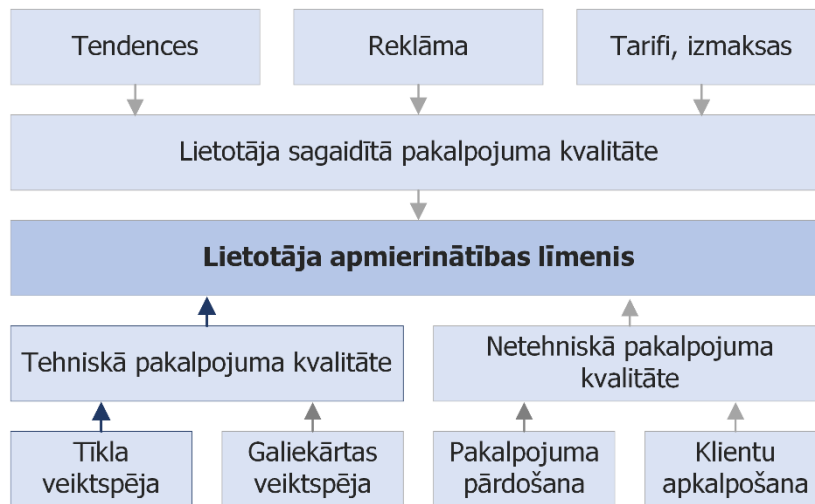 Tendences
Reklāma
Tarifi, izmaksas
Lietotāja sagaidītā pakalpojuma kvalitāte
Lietotāja apmierinātības līmenis
Tehniskā pakalpojuma kvalitāte
Netehniskā pakalpojuma
kvalitāte
Tīkla
veiktspēja
Galiekārtas
veiktspēja
Pakalpojuma
pārdošana
Klientu
apkalpošana